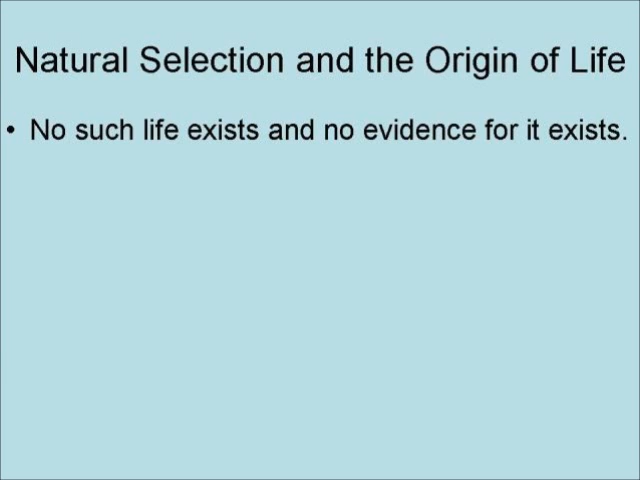 Natural Selection and the Origin of Life
• No such life exists and no evidence for it exists.